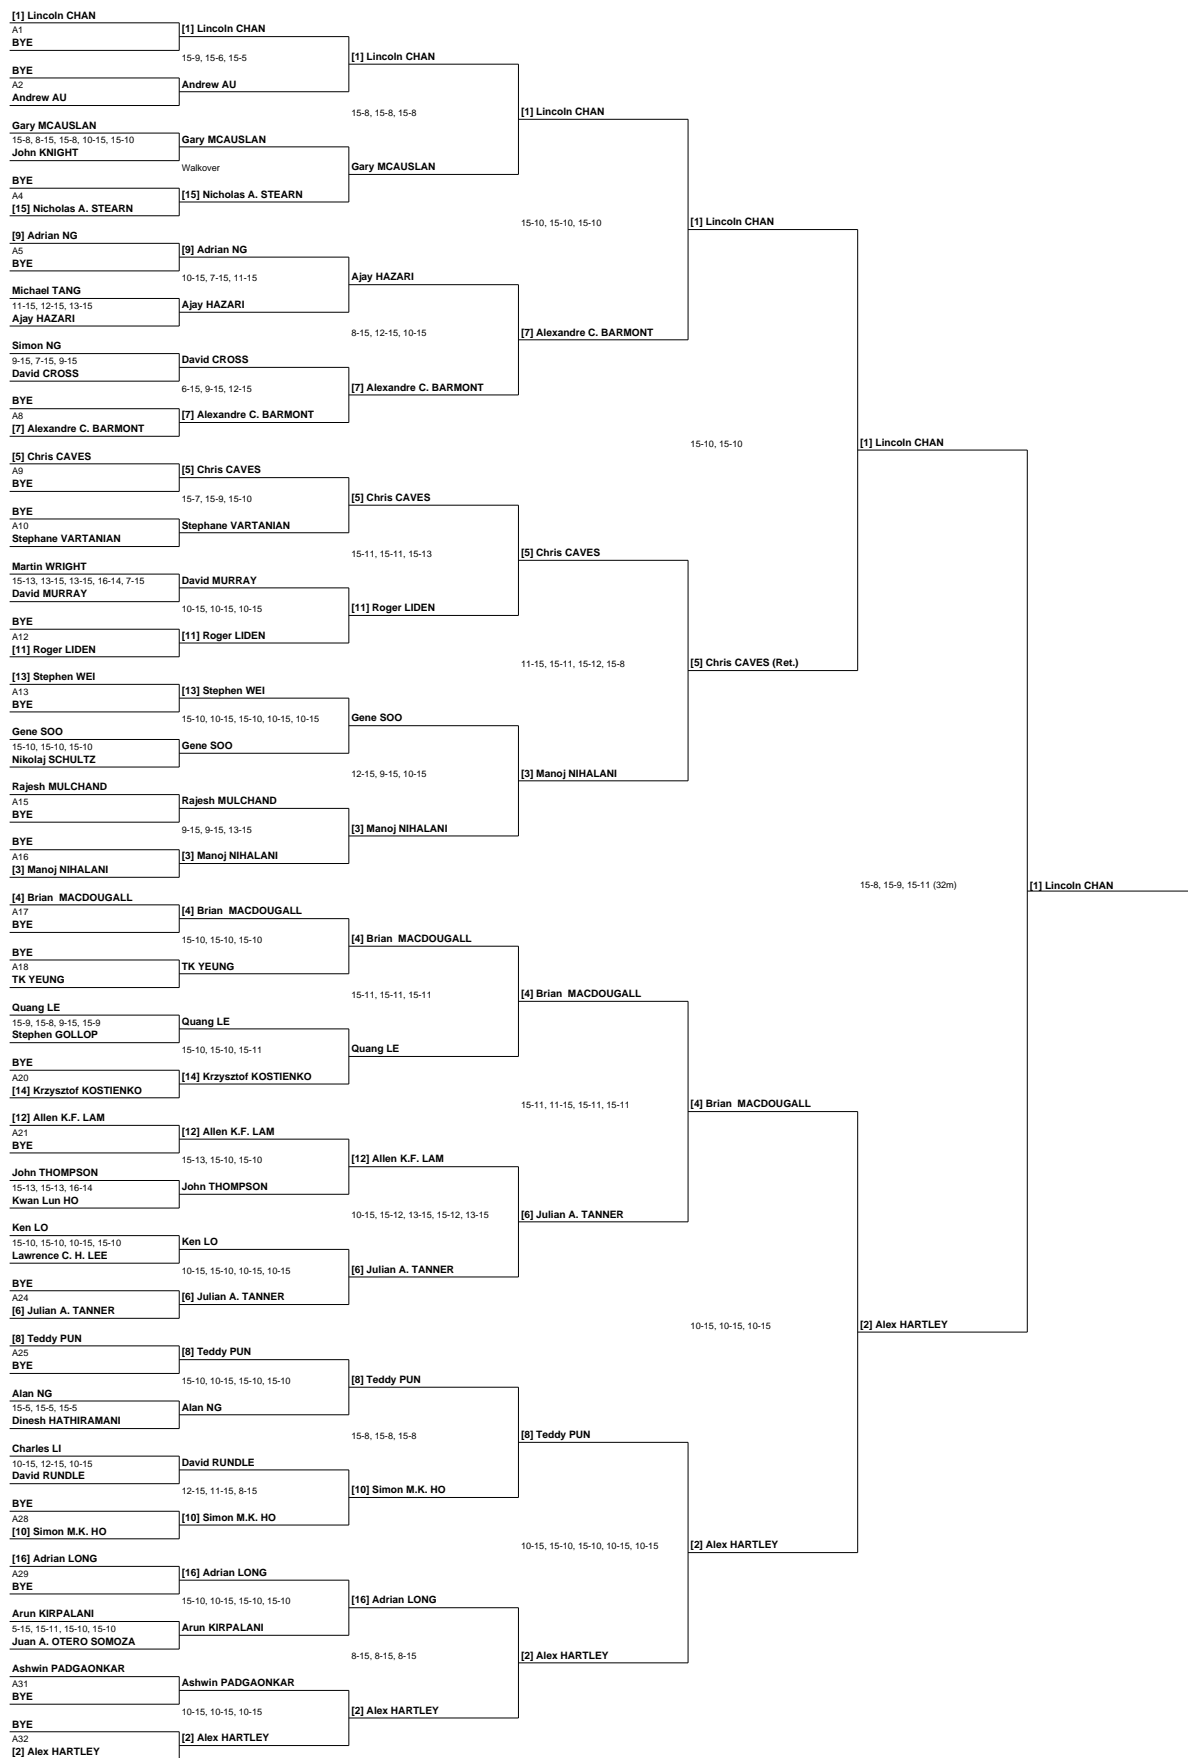 [1] Lincoln CHAN
A1
BYE
BYE
A2
Andrew AU
Gary MCAUSLAN
15-8, 8-15, 15-8, 10-15, 15-10
John KNIGHT
BYE
A4
[15] Nicholas A. STEARN
[9] Adrian NG
A5
BYE
Michael TANG
11-15, 12-15, 13-15
Ajay HAZARI
Simon NG
9-15, 7-15, 9-15
David CROSS
BYE
A8
[7] Alexandre C. BARMONT
[5] Chris CAVES
A9
BYE
BYE
A10
Stephane VARTANIAN
Martin WRIGHT
15-13, 13-15, 13-15, 16-14, 7-15
David MURRAY
BYE
A12
[11] Roger LIDEN
[13] Stephen WEI
A13
BYE
Gene SOO
15-10, 15-10, 15-10
Nikolaj SCHULTZ
Rajesh MULCHAND
A15
BYE
BYE
A16
[3] Manoj NIHALANI
[4] Brian  MACDOUGALL
A17
BYE
BYE
A18
TK YEUNG
Quang LE
15-9, 15-8, 9-15, 15-9
Stephen GOLLOP
BYE
A20
[14] Krzysztof KOSTIENKO
[12] Allen K.F. LAM
A21
BYE
John THOMPSON
15-13, 15-13, 16-14
Kwan Lun HO
Ken LO
15-10, 15-10, 10-15, 15-10
Lawrence C. H. LEE
BYE
A24
[6] Julian A. TANNER
[8] Teddy PUN
A25
BYE
Alan NG
15-5, 15-5, 15-5
Dinesh HATHIRAMANI
Charles LI
10-15, 12-15, 10-15
David RUNDLE
BYE
A28
[10] Simon M.K. HO
[16] Adrian LONG
A29
BYE
Arun KIRPALANI
5-15, 15-11, 15-10, 15-10
Juan A. OTERO SOMOZA
Ashwin PADGAONKAR
A31
BYE
BYE
A32
[2] Alex HARTLEY
[1] Lincoln CHAN
15-9, 15-6, 15-5
Andrew AU
Gary MCAUSLAN
Walkover
[15] Nicholas A. STEARN
[9] Adrian NG
10-15, 7-15, 11-15
Ajay HAZARI
David CROSS
6-15, 9-15, 12-15
[7] Alexandre C. BARMONT
[5] Chris CAVES
15-7, 15-9, 15-10
Stephane VARTANIAN
David MURRAY
10-15, 10-15, 10-15
[11] Roger LIDEN
[13] Stephen WEI
15-10, 10-15, 15-10, 10-15, 10-15
Gene SOO
Rajesh MULCHAND
9-15, 9-15, 13-15
[3] Manoj NIHALANI
[4] Brian  MACDOUGALL
15-10, 15-10, 15-10
TK YEUNG
Quang LE
15-10, 15-10, 15-11
[14] Krzysztof KOSTIENKO
[12] Allen K.F. LAM
15-13, 15-10, 15-10
John THOMPSON
Ken LO
10-15, 15-10, 10-15, 10-15
[6] Julian A. TANNER
[8] Teddy PUN
15-10, 10-15, 15-10, 15-10
Alan NG
David RUNDLE
12-15, 11-15, 8-15
[10] Simon M.K. HO
[16] Adrian LONG
15-10, 10-15, 15-10, 15-10
Arun KIRPALANI
Ashwin PADGAONKAR
10-15, 10-15, 10-15
[2] Alex HARTLEY
[1] Lincoln CHAN
15-8, 15-8, 15-8
Gary MCAUSLAN
Ajay HAZARI
8-15, 12-15, 10-15
[7] Alexandre C. BARMONT
[5] Chris CAVES
15-11, 15-11, 15-13
[11] Roger LIDEN
Gene SOO
12-15, 9-15, 10-15
[3] Manoj NIHALANI
[4] Brian  MACDOUGALL
15-11, 15-11, 15-11
Quang LE
[12] Allen K.F. LAM
10-15, 15-12, 13-15, 15-12, 13-15
[6] Julian A. TANNER
[8] Teddy PUN
15-8, 15-8, 15-8
[10] Simon M.K. HO
[16] Adrian LONG
8-15, 8-15, 8-15
[2] Alex HARTLEY
[1] Lincoln CHAN
15-10, 15-10, 15-10
[7] Alexandre C. BARMONT
[5] Chris CAVES
11-15, 15-11, 15-12, 15-8
[3] Manoj NIHALANI
[4] Brian  MACDOUGALL
15-11, 11-15, 15-11, 15-11
[6] Julian A. TANNER
[8] Teddy PUN
10-15, 15-10, 15-10, 10-15, 10-15
[2] Alex HARTLEY
[1] Lincoln CHAN
15-10, 15-10
[5] Chris CAVES (Ret.)
[4] Brian  MACDOUGALL
10-15, 10-15, 10-15
[2] Alex HARTLEY
[1] Lincoln CHAN
15-8, 15-9, 15-11 (32m)
[2] Alex HARTLEY
[1] Lincoln CHAN